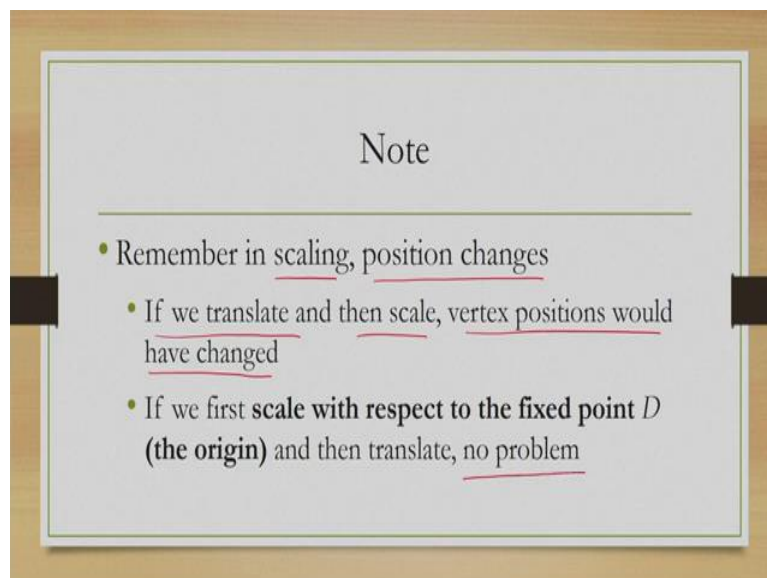 Note
• Remember in scaling, position changes
• If we translate and then scale, vertex positions would
have changed
• If we first scale with respect to the fixed point D
(the origin) and then translate, no problem